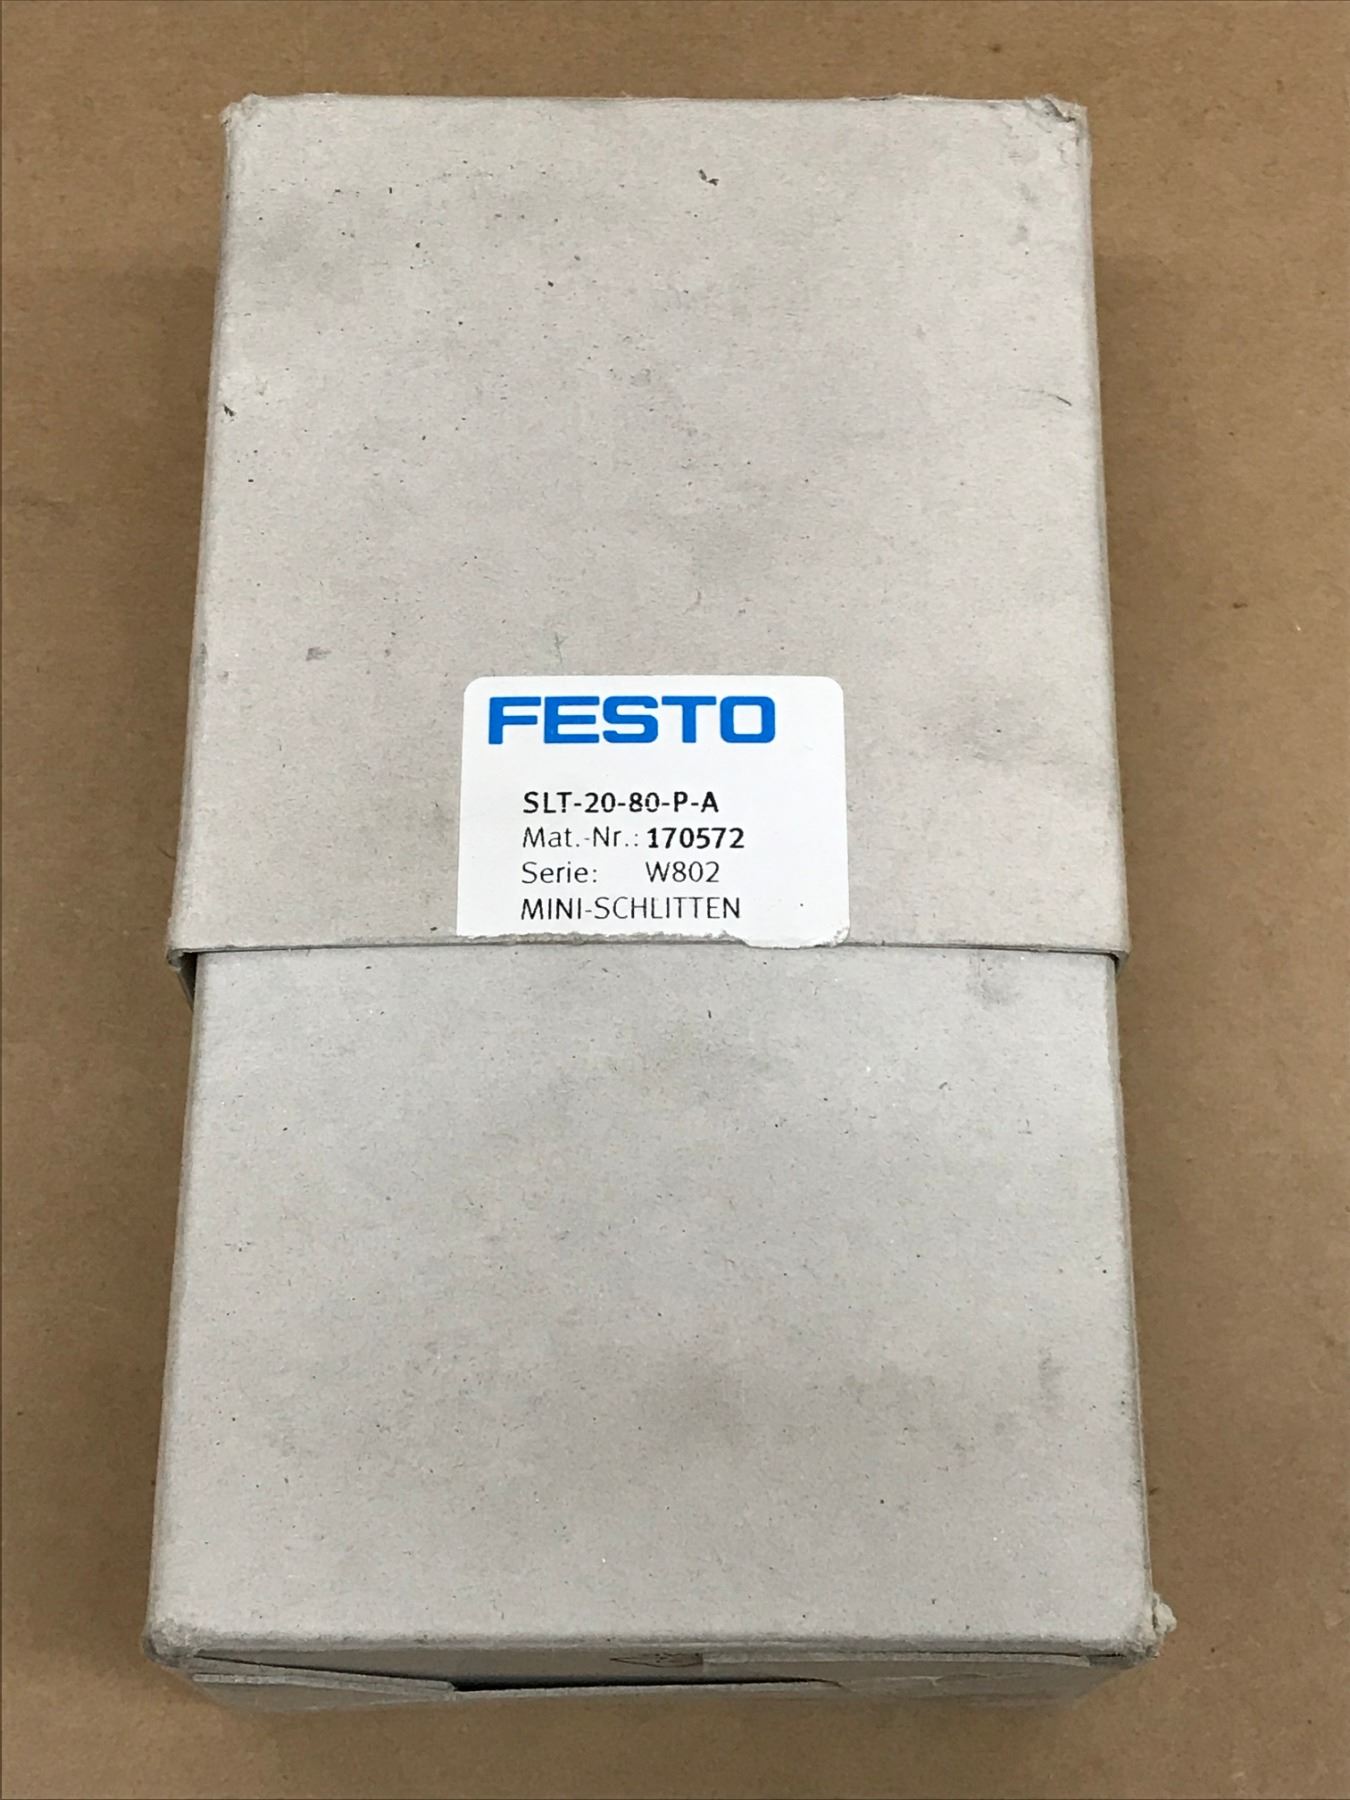 FESTO
SLT-20-80-P-A
Mat.-Nr.: 170572
Serie: W802
MINI-SCHLITTEN